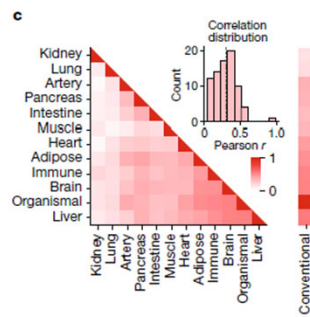 c
Correlation
distribution
20
10
0
Count
0
0.5
1.0
Pearson r
1
0
Kidney
Lung
Artery
Pancreas
Intestine
Muscle
Heart
Adipose
Immune
Brain
Organismal
Liver
Kidney
Lung
Artery
Pancreas
Intestine
Muscle
Heart
Adipose
Immune
Brain
Organismal
Liver
Conventional